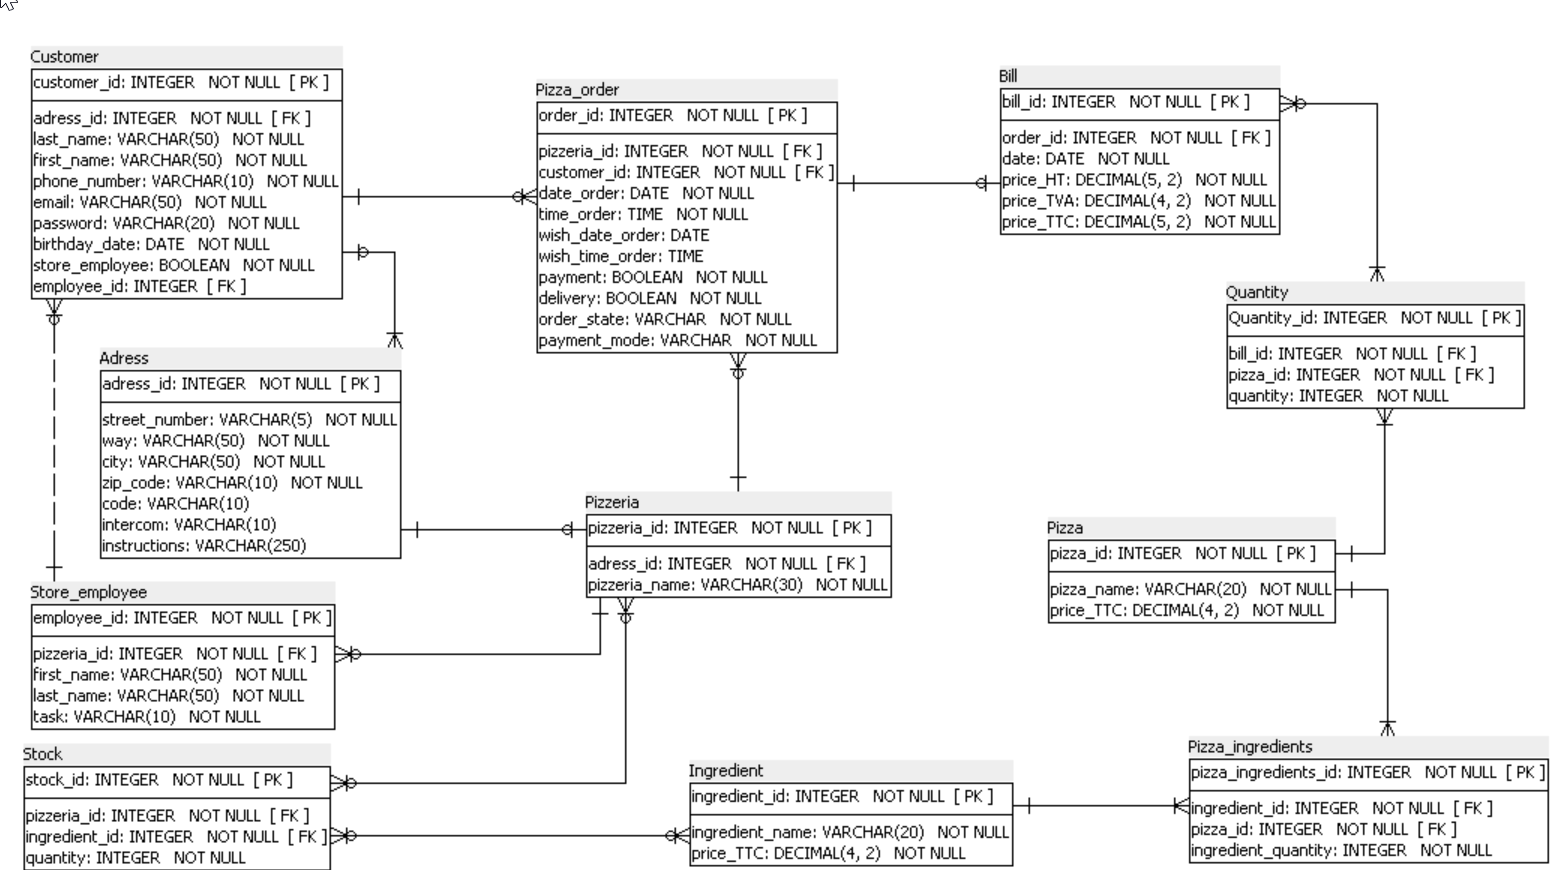 Customer
customer_id: INTEGER NOT NULL [ PK ]
adress_id: INTEGER NOT NULL [ FK ]
last_name: VARCHAR(50) NOT NULL
first_name: VARCHAR(50) NOT NULL
phone_number: VARCHAR(10) NOT NULL
email: VARCHAR(50) NOT NULL
password: VARCHAR(20) NOT NULL
birthday_date: DATE NOT NULL
store_employee: BOOLEAN NOT NULL
employee_id: INTEGER [ FK ]
Pizza_order
order_id: INTEGER NOT NULL [ PK ]
pizzeria_id: INTEGER NOT NULL [ FK ]
customer_id: INTEGER NOT NULL [ FK ]
date_order: DATE NOT NULL
time_order: TIME NOT NULL
wish_date_order: DATE
wish_time_order: TIME
payment: BOOLEAN NOT NULL
delivery: BOOLEAN NOT NULL
order_state: VARCHAR NOT NULL
payment_mode: VARCHAR NOT NULL
Bill
bill_id: INTEGER NOT NULL [ PK ]
order_id: INTEGER NOT NULL [ FK ]
date: DATE NOT NULL
price_HT: DECIMAL(5, 2) NOT NULL
price_TVA: DECIMAL(4, 2) NOT NULL
price_TTC: DECIMAL(5, 2) NOT NULL
Quantity
Quantity_id: INTEGER NOT NULL [ PK ]
bill_id: INTEGER NOT NULL [ FK ]
pizza_id: INTEGER NOT NULL [ FK ]
quantity: INTEGER NOT NULL
Adress
adress_id: INTEGER NOT NULL [ PK ]
street_number: VARCHAR(5) NOT NULL
way: VARCHAR(50) NOT NULL
city: VARCHAR(50) NOT NULL
zip_code: VARCHAR(10) NOT NULL
code: VARCHAR(10)
intercom: VARCHAR(10)
instructions: VARCHAR(250)
Pizzeria
pizzeria_id: INTEGER NOT NULL [ PK ]
adress_id: INTEGER NOT NULL [ FK ]
pizzeria_name: VARCHAR(30) NOT NULL
Pizza
pizza_id: INTEGER NOT NULL [ PK ]
pizza_name: VARCHAR(20) NOT NULL
price_TTC: DECIMAL(4, 2) NOT NULL
Store_employee
employee_id: INTEGER NOT NULL [ PK ]
pizzeria_id: INTEGER NOT NULL [ FK ]
first_name: VARCHAR(50) NOT NULL
last_name: VARCHAR(50) NOT NULL
task: VARCHAR(10) NOT NULL
Stock
stock_id: INTEGER NOT NULL [ PK ]
pizzeria_id: INTEGER NOT NULL [ FK ]
ingredient_id: INTEGER NOT NULL [ FK ]
quantity: INTEGER NOT NULL
Ingredient
ingredient_id: INTEGER NOT NULL [ PK ]
ingredient_name: VARCHAR(20) NOT NULL
price_TTC: DECIMAL(4, 2) NOT NULL
Pizza_ingredients
pizza_ingredients_id: INTEGER NOT NULL [ PK ]
ingredient_id: INTEGER NOT NULL [ FK ]
pizza_id: INTEGER NOT NULL [ FK ]
ingredient_quantity: INTEGER NOT NULL